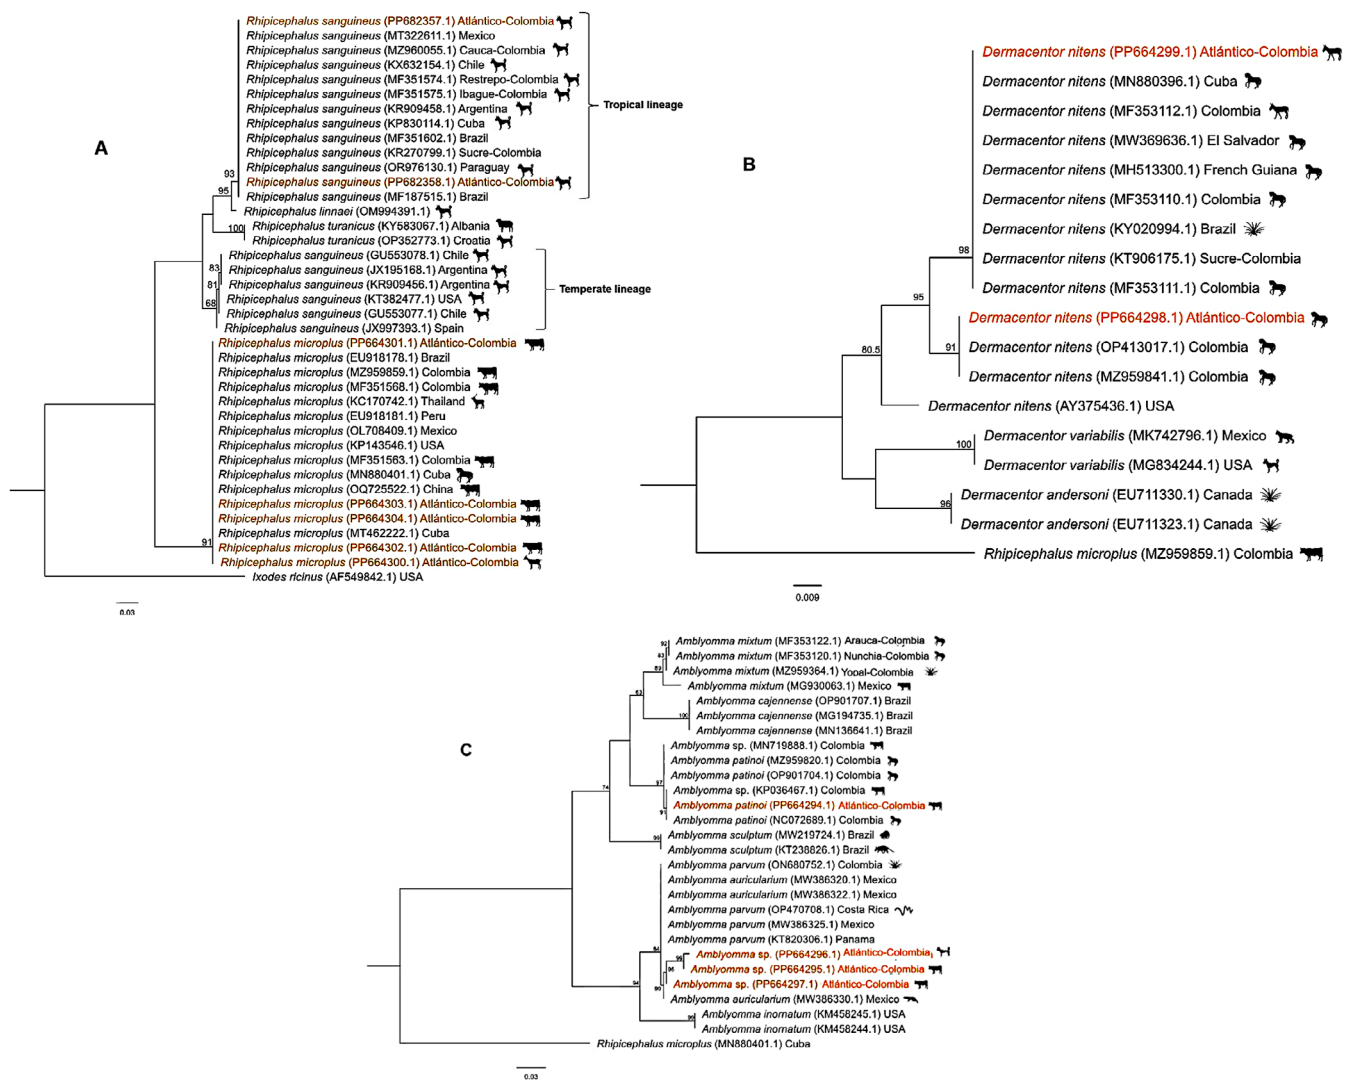 A
Rhipicephalus sanguineus (PP682357.1) Atlántico-Colombia
Rhipicephalus sanguineus (MT322611.1) Mexico
Rhipicephalus sanguineus (MZ960055.1) Cauca-Colombia
Rhipicephalus sanguineus (KX632154.1) Chile
Rhipicephalus sanguineus (MF351574.1) Restrepo-Colombia
Rhipicephalus sanguineus (MF351575.1) Ibague-Colombia
Rhipicephalus sanguineus (KR909458.1) Argentina
Tropical lineage
Rhipicephalus sanguineus (KP830114.1) Cuba
Rhipicephalus sanguineus (MF351602.1) Brazil
Rhipicephalus sanguineus (KR270799.1) Sucre-Colombia
Rhipicephalus sanguineus (OR976130.1) Paraguay
93
Rhipicephalus sanguineus (PP682358.1) Atlántico-Colombia
95
Rhipicephalus sanguineus (MF187515.1) Brazil
Rhipicephalus linnaei (OM994391.1)
100
Rhipicephalus turanicus (KY583067.1) Albania
Rhipicephalus turanicus (OP352773.1) Croatia
Rhipicephalus sanguineus (GU553078.1) Chile
83
Rhipicephalus sanguineus (JX195168.1) Argentina
81
Rhipicephalus sanguineus (KR909456.1) Argentina
Temperate lineage
68
Rhipicephalus sanguineus (KT382477.1) USA
Rhipicephalus sanguineus (GU553077.1) Chile
Rhipicephalus sanguineus (JX997393.1) Spain
Rhipicephalus microplus (PP664301.1) Atlántico-Colombia
Rhipicephalus microplus (EU918178.1) Brazil
Rhipicephalus microplus (MZ959859.1) Colombia
Rhipicephalus microplus (MF351568.1) Colombia
Rhipicephalus microplus (KC170742.1) Thailand
Rhipicephalus microplus (EU918181.1) Peru
Rhipicephalus microplus (OL708409.1) Mexico
Rhipicephalus microplus (KP143546.1) USA
Rhipicephalus microplus (MF351563.1) Colombia
Rhipicephalus microplus (MN880401.1) Cuba
Rhipicephalus microplus (OQ725522.1) China
Rhipicephalus microplus (PP664303.1) Atlántico-Colombia
Rhipicephalus microplus (PP664304.1) Atlántico-Colombia
Rhipicephalus microplus (MT462222.1) Cuba
91
Rhipicephalus microplus (PP664302.1) Atlántico-Colombia
Rhipicephalus microplus (PP664300.1) Atlántico-Colombia
Ixodes ricinus (AF549842.1) USA
0.03
B
Dermacentor nitens (PP664299.1) Atlántico-Colombia
Dermacentor nitens (MN880396.1) Cuba
Dermacentor nitens (MF353112.1) Colombia
Dermacentor nitens (MW369636.1) El Salvador
Dermacentor nitens (MH513300.1) French Guiana
Dermacentor nitens (MF353110.1) Colombia
Dermacentor nitens (KY020994.1) Brazil
98
Dermacentor nitens (KT906175.1) Sucre-Colombia
Dermacentor nitens (MF353111.1) Colombia
95
Dermacentor nitens (PP664298.1) Atlántico-Colombia
91
Dermacentor nitens (OP413017.1) Colombia
80.5
Dermacentor nitens (MZ959841.1) Colombia
Dermacentor nitens (AY375436.1) USA
100
Dermacentor variabilis (MK742796.1) Mexico
Dermacentor variabilis (MG834244.1) USA
96
Dermacentor andersoni (EU711330.1) Canada
Dermacentor andersoni (EU711323.1) Canada
Rhipicephalus microplus (MZ959859.1) Colombia
0.009
C
Amblyomma mixtum (MF353122.1) Arauca-Colombia
Amblyomma mixtum (MF353120.1) Nunchia-Colombia
Amblyomma mixtum (MZ959364.1) Yopal-Colombia
Amblyomma mixtum (MG930063.1) Mexico
Amblyomma cajennense (OP901707.1) Brazil
100
Amblyomma cajennense (MG194735.1) Brazil
Amblyomma cajennense (MN136641.1) Brazil
Amblyomma sp. (MN719888.1) Colombia
Amblyomma patinoi (MZ959820.1) Colombia
Amblyomma patinoi (OP901704.1) Colombia
97
74
Amblyomma sp. (KP036467.1) Colombia
Amblyomma patinoi (PP664294.1) Atlántico-Colombia
91
Amblyomma patinoi (NC072689.1) Colombia
99
Amblyomma sculptum (MW219724.1) Brazil
Amblyomma sculptum (KT238826.1) Brazil
Amblyomma parvum (ON680752.1) Colombia
Amblyomma auricularium (MW386320.1) Mexico
Amblyomma auricularium (MW386322.1) Mexico
Amblyomma parvum (OP470708.1) Costa Rica
Amblyomma parvum (MW386325.1) Mexico
Amblyomma parvum (KT820306.1) Panama
Amblyomma sp. (PP664296.1) Atlántico-Colombia
Amblyomma sp. (PP664295.1) Atlántico-Colombia
94
Amblyomma sp. (PP664297.1) Atlántico-Colombia
Amblyomma auricularium (MW386330.1) Mexico
99
Amblyomma inornatum (KM458245.1) USA
Amblyomma inornatum (KM458244.1) USA
Rhipicephalus microplus (MN880401.1) Cuba
0.03